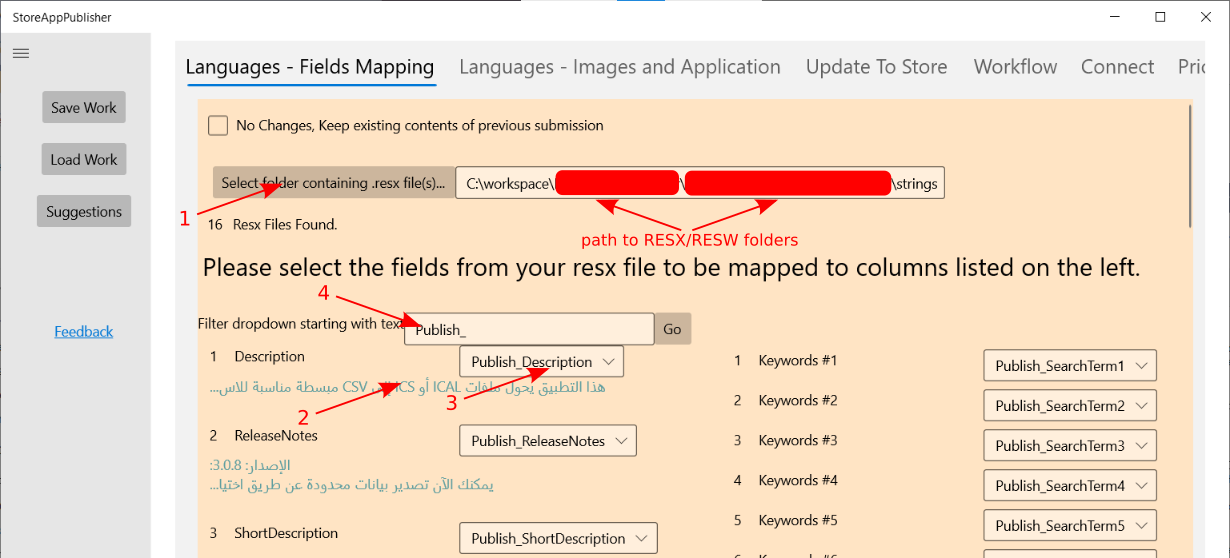 StoreAppPublisher
Languages - Fields Mapping
Languages - Images and Application
Update To Store
Workflow
Connect
Pric
Save Work
Load Work
Suggestions
Feedback
No Changes, Keep existing contents of previous submission
Select folder containing .resx file(s)...
C:\workspace\
\
\strings
1
16 Resx Files Found.
path to RESX/RESW folders
Please select the fields from your resx file to be mapped to columns listed on the left.
4
Filter dropdown starting with text
Publish_
Go
1 Description
Publish_Description
هذا التطبيق يحول ملفات ICAL أو ICS إلى CSV مبسطة مناسبة للاس...
2
3
2 ReleaseNotes
Publish_ReleaseNotes
الإصدار: 3.0.8:
يمكنك الآن تصدير بيانات محدودة عن طريق اختيا...
3 ShortDescription
Publish_ShortDescription
1 Keywords #1
Publish_SearchTerm1
2 Keywords #2
Publish_SearchTerm2
3 Keywords #3
Publish_SearchTerm3
4 Keywords #4
Publish_SearchTerm4
5 Keywords #5
Publish_SearchTerm5